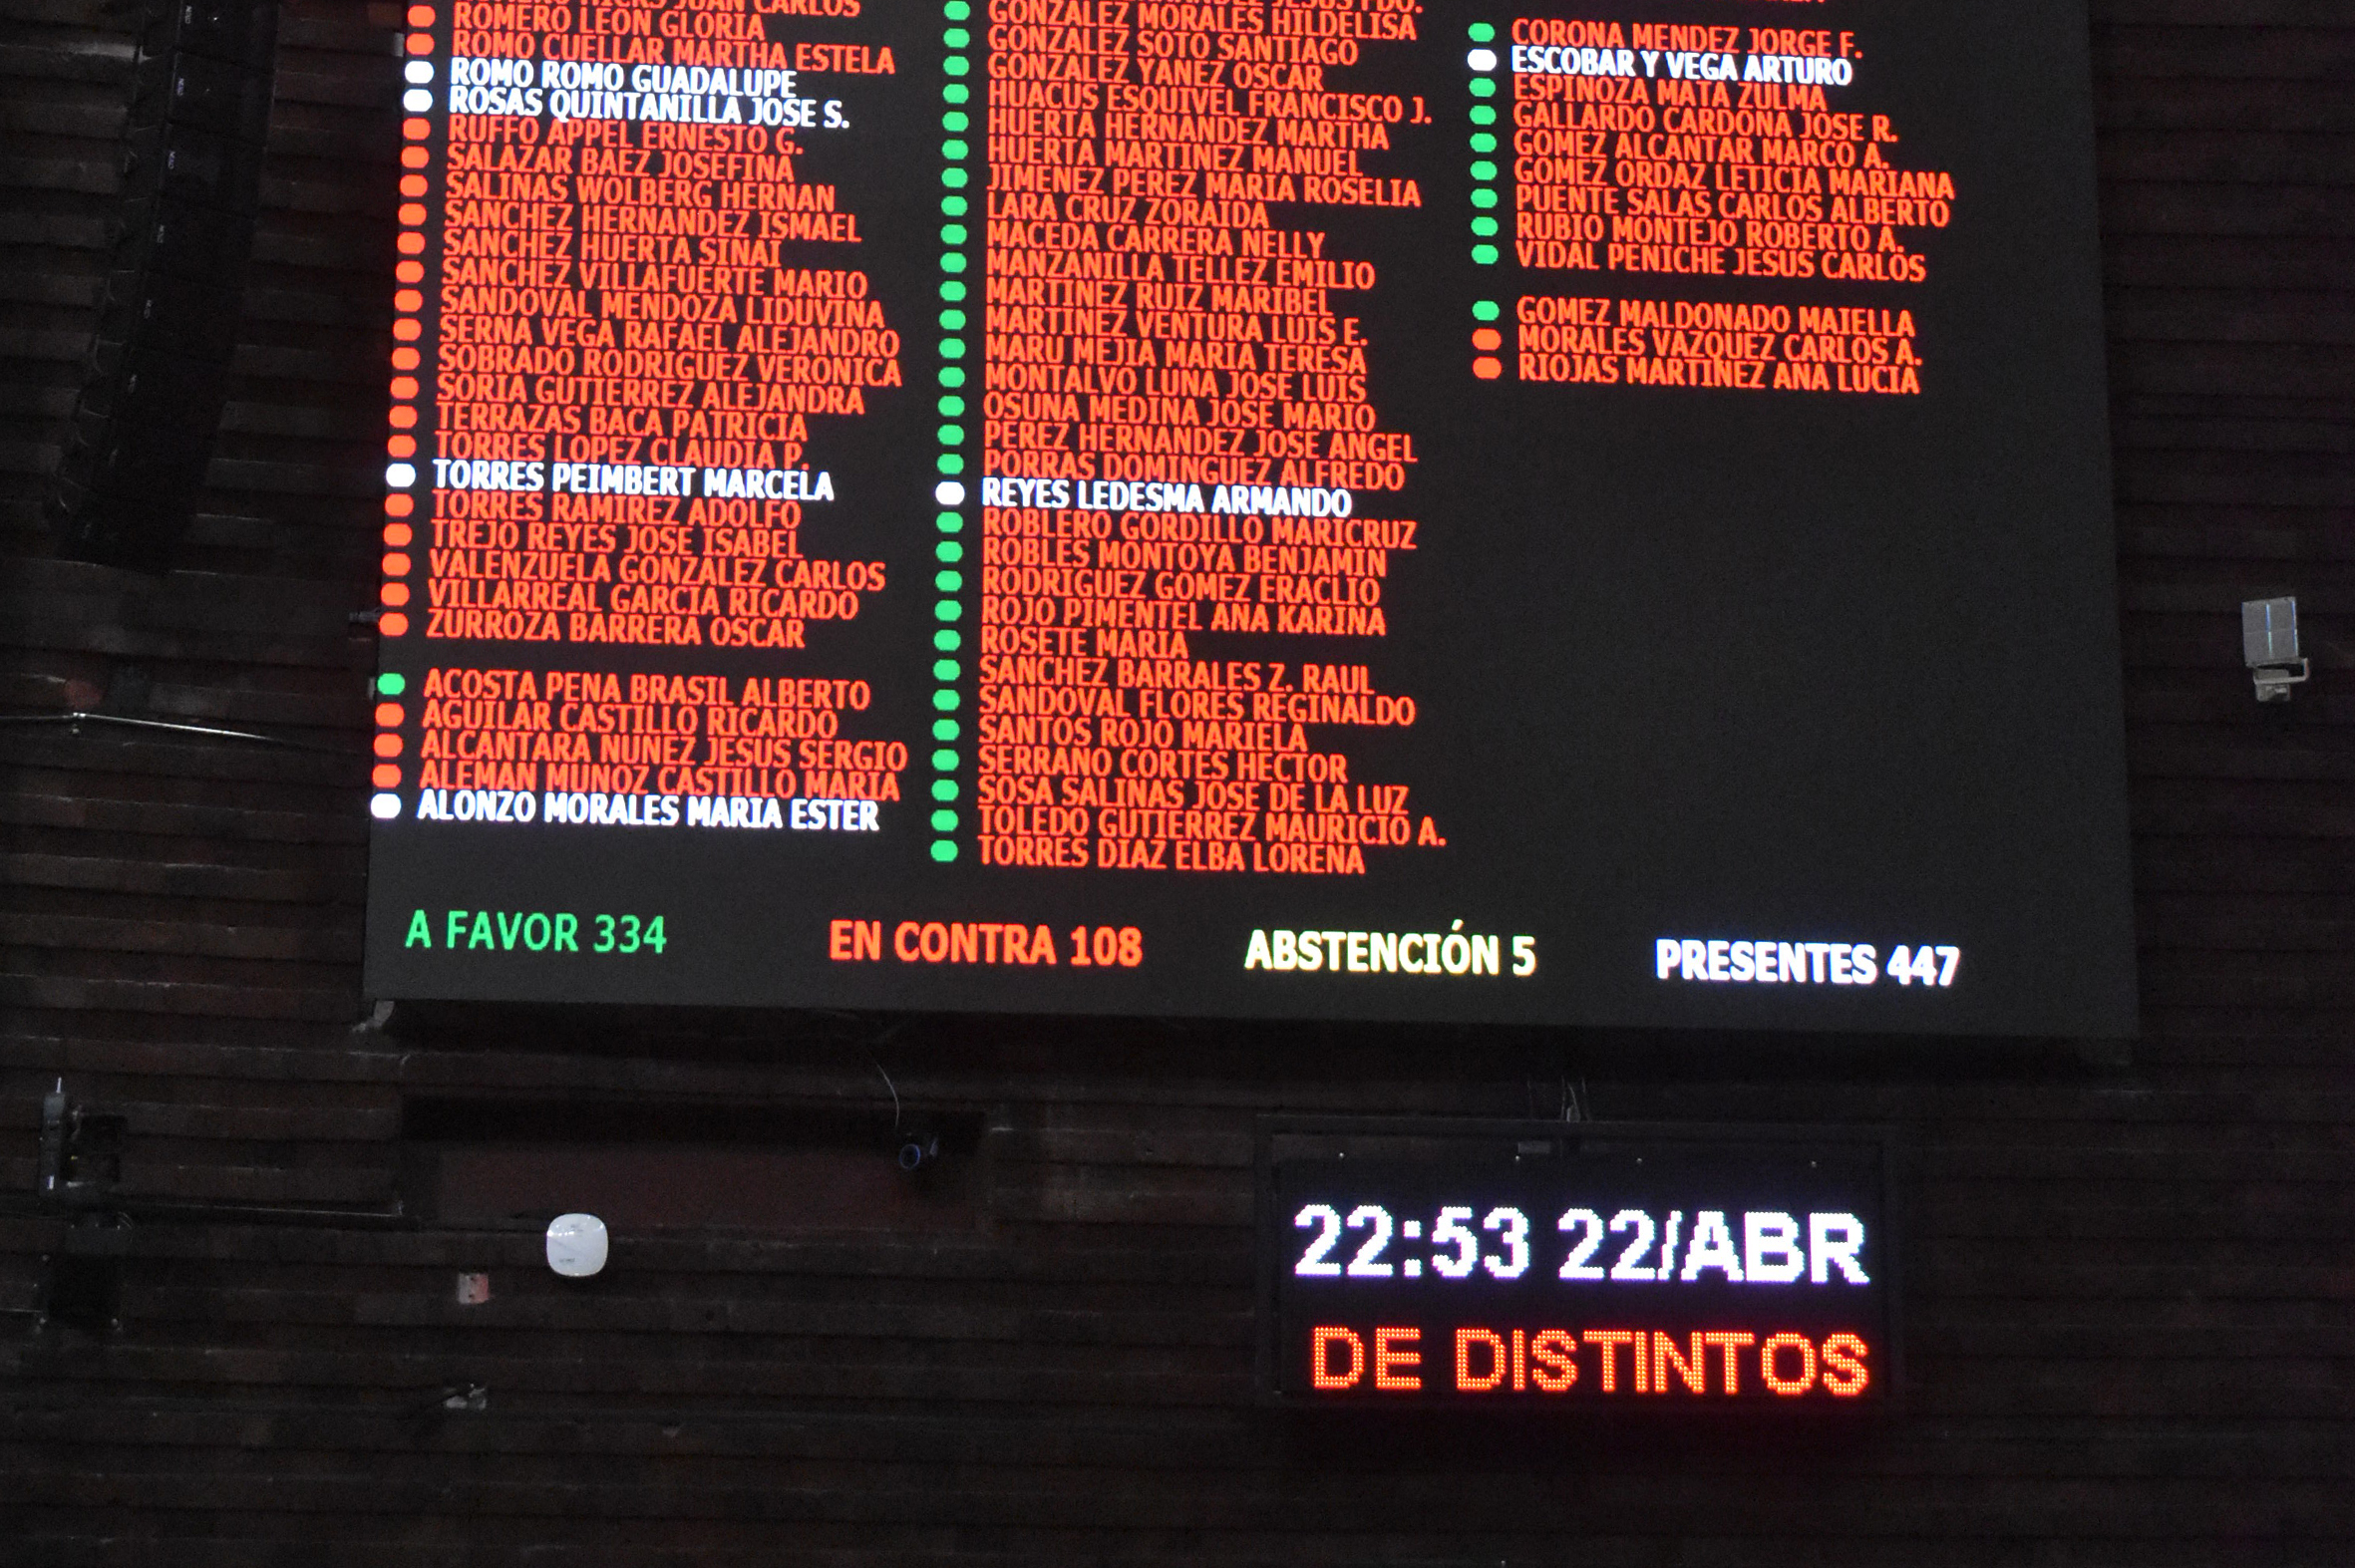 ROMERO HICKS JUAN CARLOS
ROMERO LEON GLORIA
ROMO CUELLAR MARTHA ESTELA
ROMO ROMO GUADALUPE
ROSAS QUINTANILLA JOSE S.
RUFFO APPEL ERNESTO G.
SALAZAR BAEZ JOSEFINA
SALINAS WOLBERG HERNAN
SANCHEZ HERNANDEZ ISMAEL
SANCHEZ HUERTA SINAI
SANCHEZ VILLAFUERTE MARIO
SANDOVAL MENDOZA LIDUVINA
SERNA VEGA RAFAEL ALEJANDRO
SOBRADO RODRIGUEZ VERONICA
SORIA GUTIERREZ ALEJANDRA
TERRAZAS BACA PATRICIA
TORRES LOPEZ CLAUDIA P.
TORRES PEIMBERT MARCELA
TORRES RAMIREZ ADOLFO
TREJO REYES JOSE ISABEL
VALENZUELA GONZALEZ CARLOS
VILLARREAL GARCIA RICARDO
ZURROZA BARRERA OSCAR
ACOSTA PENA BRASIL ALBERTO
AGUILAR CASTILLO RICARDO
ALCANTARA NUNEZ JESUS SERGIO
ALEMAN MUNOZ CASTILLO MARIA
ALONZO MORALES MARIA ESTER
JESUS FDO.
GONZALEZ MORALES HILDELISA
GONZALEZ SOTO SANTIAGO
GONZALEZ YANEZ OSCAR
HUACUS ESQUIVEL FRANCISCO J.
HUERTA HERNANDEZ MARTHA
HUERTA MARTINEZ MANUEL
JIMENEZ PEREZ MARIA ROSELIA
LARA CRUZ ZORAIDA
MACEDA CARRERA NELLY
MANZANILLA TELLEZ EMILIO
MARTINEZ RUIZ MARIBEL
MARTINEZ VENTURA LUIS E.
MARU MEJIA MARIA TERESA
MONTALVO LUNA JOSE LUIS
OSUNA MEDINA JOSE MARIO
PEREZ HERNANDEZ JOSE ANGEL
PORRAS DOMINGUEZ ALFREDO
REYES LEDESMA ARMANDO
ROBLERO GORDILLO MARICRUZ
ROBLES MONTOYA BENJAMIN
RODRIGUEZ GOMEZ ERACLIO
ROJO PIMENTEL ANA KARINA
ROSETE MARIA
SANCHEZ BARRALES Z. RAUL
SANDOVAL FLORES REGINALDO
SANTOS ROJO MARIELA
SERRANO CORTES HECTOR
SOSA SALINAS JOSE DE LA LUZ
TOLEDO GUTIERREZ MAURICIO A.
TORRES DIAZ ELBA LORENA
CORONA MENDEZ JORGE F.
ESCOBAR Y VEGA ARTURO
ESPINOZA MATA ZULMA
GALLARDO CARDONA JOSE R.
GOMEZ ALCANTAR MARCO A.
GOMEZ ORDAZ LETICIA MARIANA
PUENTE SALAS CARLOS ALBERTO
RUBIO MONTEJO ROBERTO A.
VIDAL PENICHE JESUS CARLOS
GOMEZ MALDONADO MAIELLA
MORALES VAZQUEZ CARLOS A.
RIOJAS MARTINEZ ANA LUCIA
A FAVOR 334
EN CONTRA 108
ABSTENCIÓN 5
PRESENTES 447
22:53 22/ABR
DE DISTINTOS